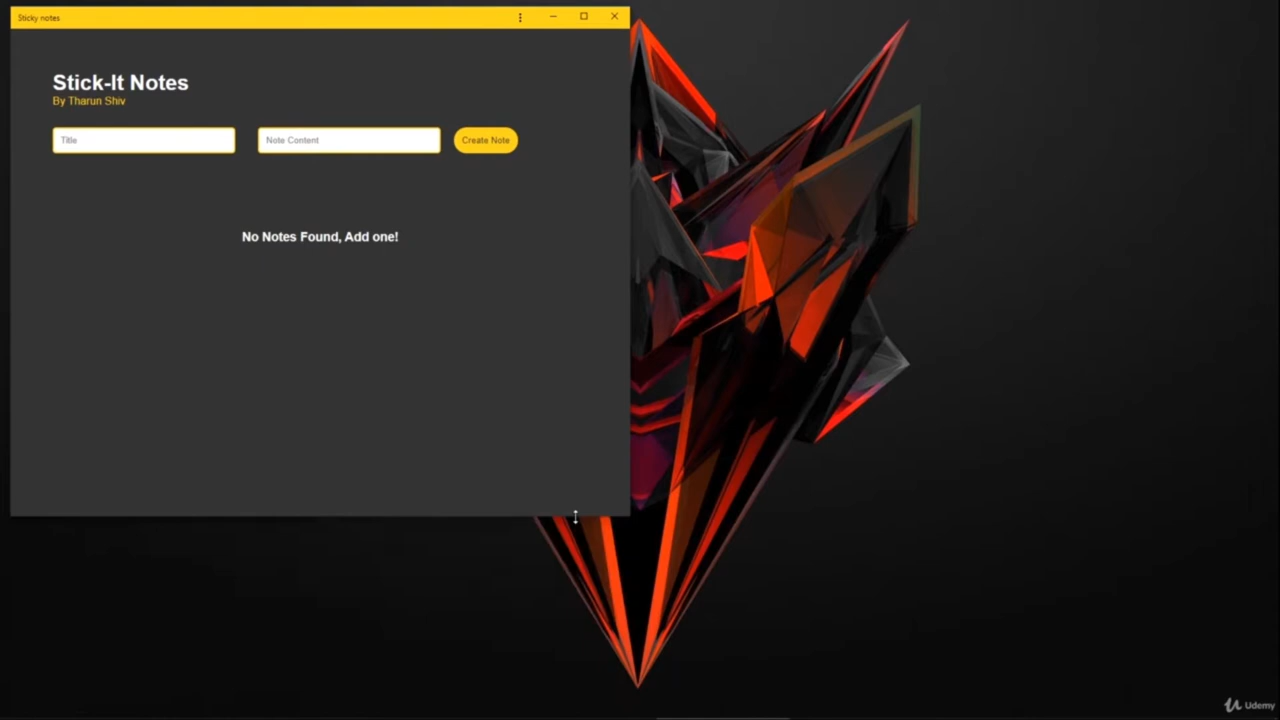 Sticky notes
Stick-It Notes
By Tharun Shiv
Title
Note Content
Create Note
No Notes Found, Add one!
Udemy